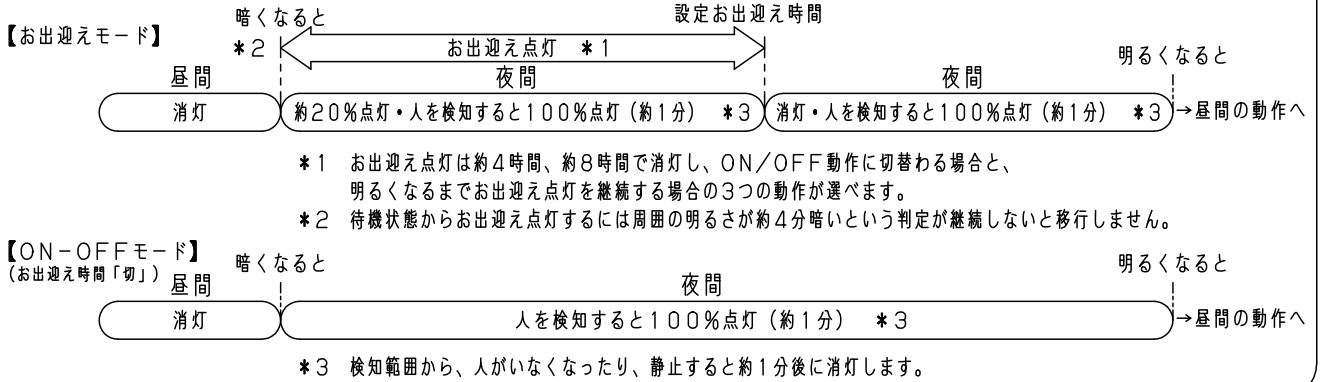 暗くなると
設定お出迎え時間
【お出迎えモード】
*2
お出迎え点灯 *1
明るくなると
昼間
夜間
夜間
消灯
約20%点灯・人を検知すると100%点灯(約1分) *3
消灯・人を検知すると100%点灯(約1分) *3
→昼間の動作へ
*1 お出迎え点灯は約4時間、約8時間で消灯し、ON/OFF動作に切替わる場合と、
明るくなるまでお出迎え点灯を継続する場合の3つの動作が選べます。
*2 待機状態からお出迎え点灯するには周囲の明るさが約4分暗いという判定が継続しないと移行しません。
【ON-OFFモード】
(お出迎え時間「切」)
暗くなると
明るくなると
昼間
夜間
消灯
人を検知すると100%点灯(約1分) *3
→昼間の動作へ
*3 検知範囲から、人がいなくなったり、静止すると約1分後に消灯します。